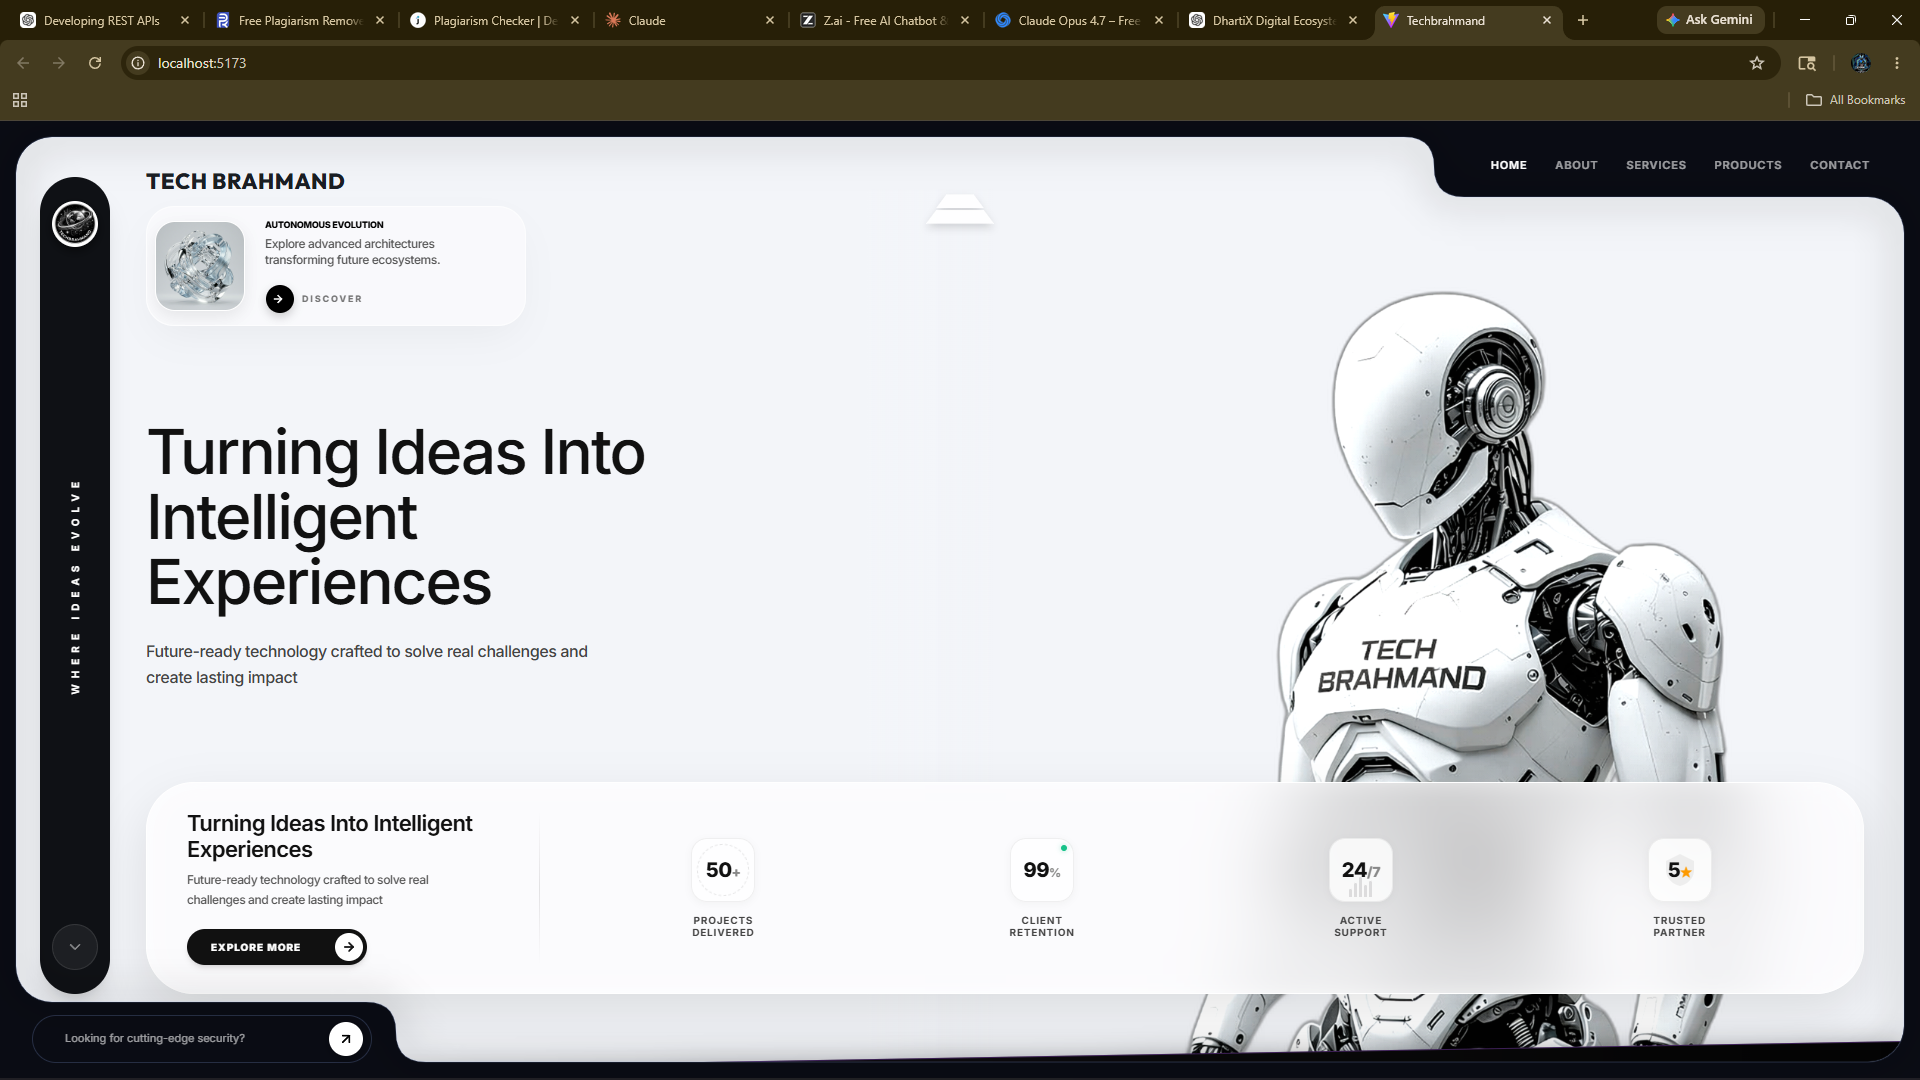 Developing REST APIs
Free Plagiarism Remove
Plagiarism Checker | De
Claude
Z.ai - Free AI Chatbot &
Claude Opus 4.7 – Free
DhartiX Digital Ecosyste
Techbrahmand
Ask Gemini
localhost:5173
All Bookmarks
HOME
ABOUT
SERVICES
PRODUCTS
CONTACT
TECH BRAHMAND
AUTONOMOUS EVOLUTION
Explore advanced architectures
transforming future ecosystems.
DISCOVER
WHERE IDEAS EVOLVE
Turning Ideas Into
Intelligent
Experiences
Future-ready technology crafted to solve real challenges and
create lasting impact
TECH
BRAHMAND
Turning Ideas Into Intelligent
Experiences
Future-ready technology crafted to solve real
challenges and create lasting impact
EXPLORE MORE
50+
PROJECTS
DELIVERED
99%
CLIENT
RETENTION
24/7
ACTIVE
SUPPORT
5★
TRUSTED
PARTNER
Looking for cutting-edge security?